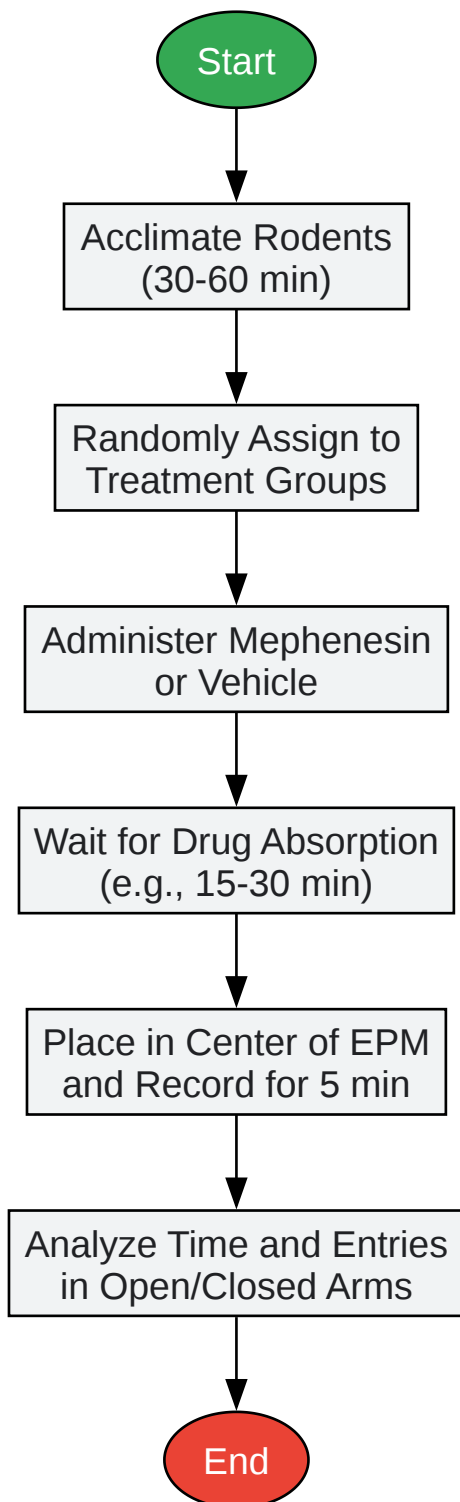 Start
Acclimate Rodents
(30-60 min)
Randomly Assign to
Treatment Groups
Administer Mephenesin
or Vehicle
Wait for Drug Absorption
(e.g., 15-30 min)
Place in Center of EPM
and Record for 5 min
Analyze Time and Entries
in Open/Closed Arms
End